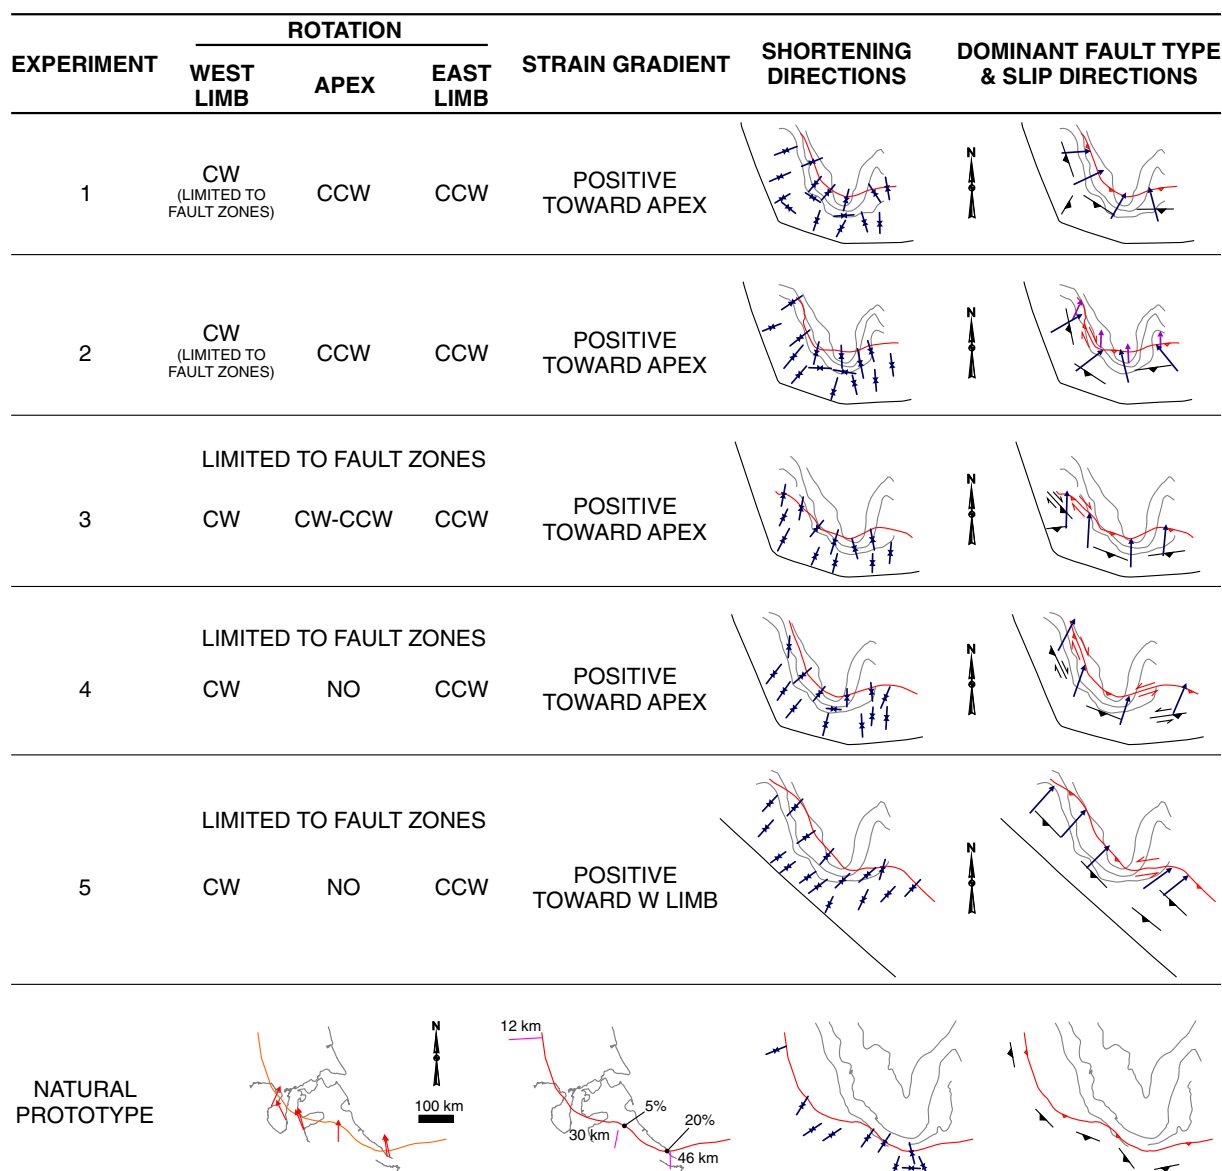 ROTATION
EXPERIMENT
WEST LIMB
APEX
EAST LIMB
STRAIN GRADIENT
SHORTENING DIRECTIONS
DOMINANT FAULT TYPE & SLIP DIRECTIONS
1
CW
(LIMITED TO
FAULT ZONES)
CCW
CCW
POSITIVE
TOWARD APEX
N
2
CW
(LIMITED TO
FAULT ZONES)
CCW
CCW
POSITIVE
TOWARD APEX
N
LIMITED TO FAULT ZONES
3
CW
CW-CCW
CCW
POSITIVE
TOWARD APEX
N
LIMITED TO FAULT ZONES
4
CW
NO
CCW
POSITIVE
TOWARD APEX
N
LIMITED TO FAULT ZONES
5
CW
NO
CCW
POSITIVE
TOWARD W LIMB
N
NATURAL
PROTOTYPE
N
100 km
12 km
5%
20%
30 km
46 km